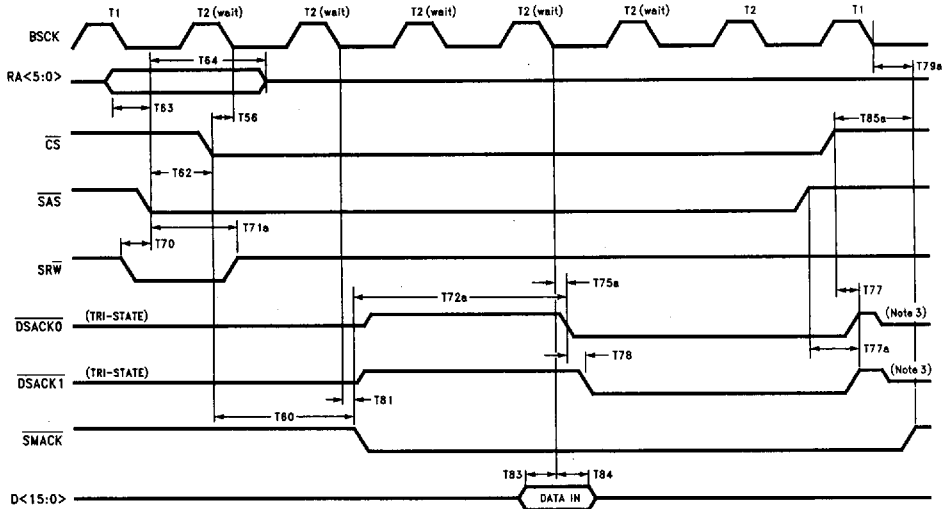 T1 T2 (wait) T2 (wait) T2 (wait) T2 (wait) T2 (wait) T2 T1
BSCK
T64
T79a
RA<5:0>
T63
T56
T85a
CS
T62
SAS
T71a
T70
SRW
T72a
T75a
T77
(TRI-STATE)
(Note 3)
DSACK0
T78
T77a
(TRI-STATE)
(Note 3)
DSACK1
T81
T60
SMACK
T83
T84
D<15:0>
DATA IN